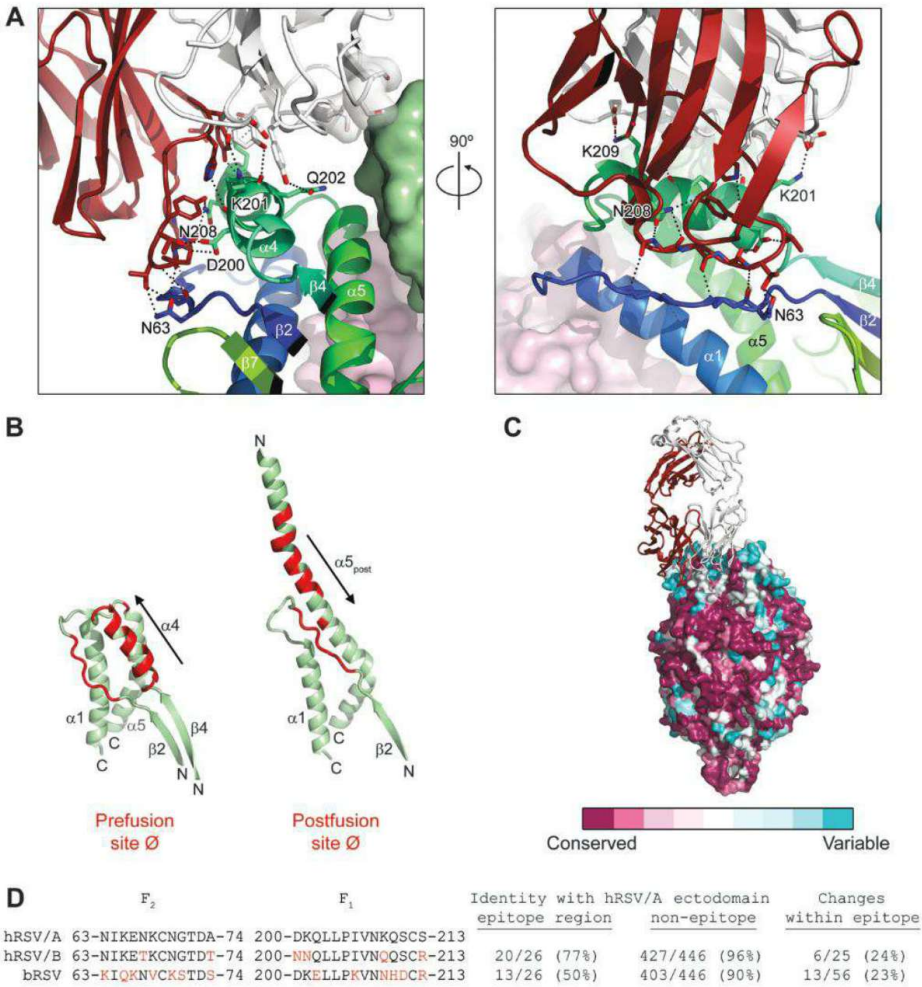 A
90º
Q202
K201
N208
α4
D200
β4
α5
N63
β2
β7
K209
K201
N208
β4
N63
β2
α5
α1
B
C
N
α5post
α4
α1
α5
β4
C
β2
N
N
α1
C
β2
N
Prefusion
site Ø
Postfusion
site Ø
Conserved
Variable
D
F2
F1
Identity with hRSV/A ectodomain
epitope region
non-epitope
Changes
within epitope
hRSV/A 63-NIKENKCNGTDA-74 200-DKQLLPIVNKQSCS-213
hRSV/B 63-NIKETKCNGTDT-74 200-NNQLLPIVNQQSCR-213 20/26 (77%) 427/446 (96%) 6/25 (24%)
bRSV 63-KIQKNVCKSTDS-74 200-DKELLPKVNNHDCR-213 13/26 (50%) 403/446 (90%) 13/56 (23%)